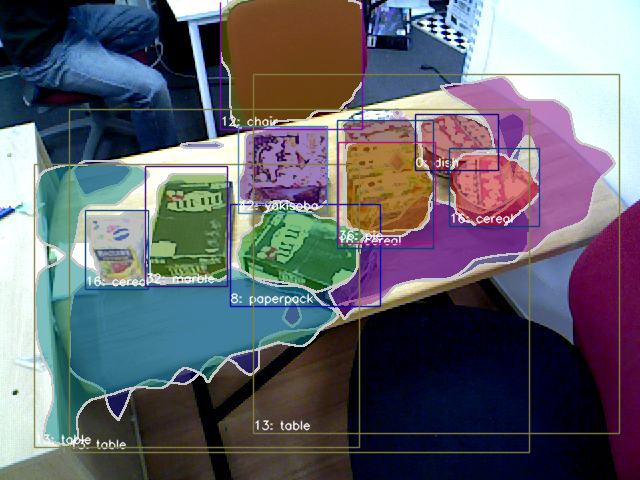 12: chair
0: dish
16: cereal
32: yakisoba
36: pie
16: cereal
16: cereal
32: marble
8: paperpack
13: table
13: table
13: table